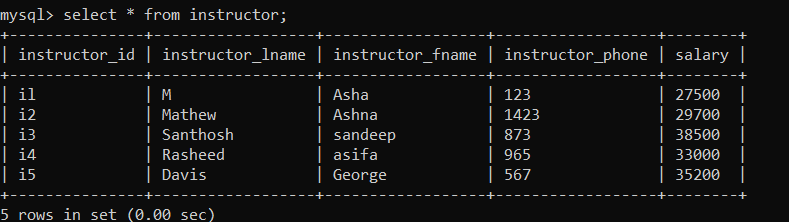 mysql> select * from instructor;
+---------------+------------------+------------------+------------------+--------+
| instructor_id | instructor_lname | instructor_fname | instructor_phone | salary |
+---------------+------------------+------------------+------------------+--------+
| il            | M                | Asha             | 123              | 27500  |
| i2            | Mathew           | Ashna            | 1423             | 29700  |
| i3            | Santhosh         | sandeep          | 873              | 38500  |
| i4            | Rasheed          | asifa            | 965              | 33000  |
| i5            | Davis            | George           | 567              | 35200  |
+---------------+------------------+------------------+------------------+--------+
5 rows in set (0.00 sec)